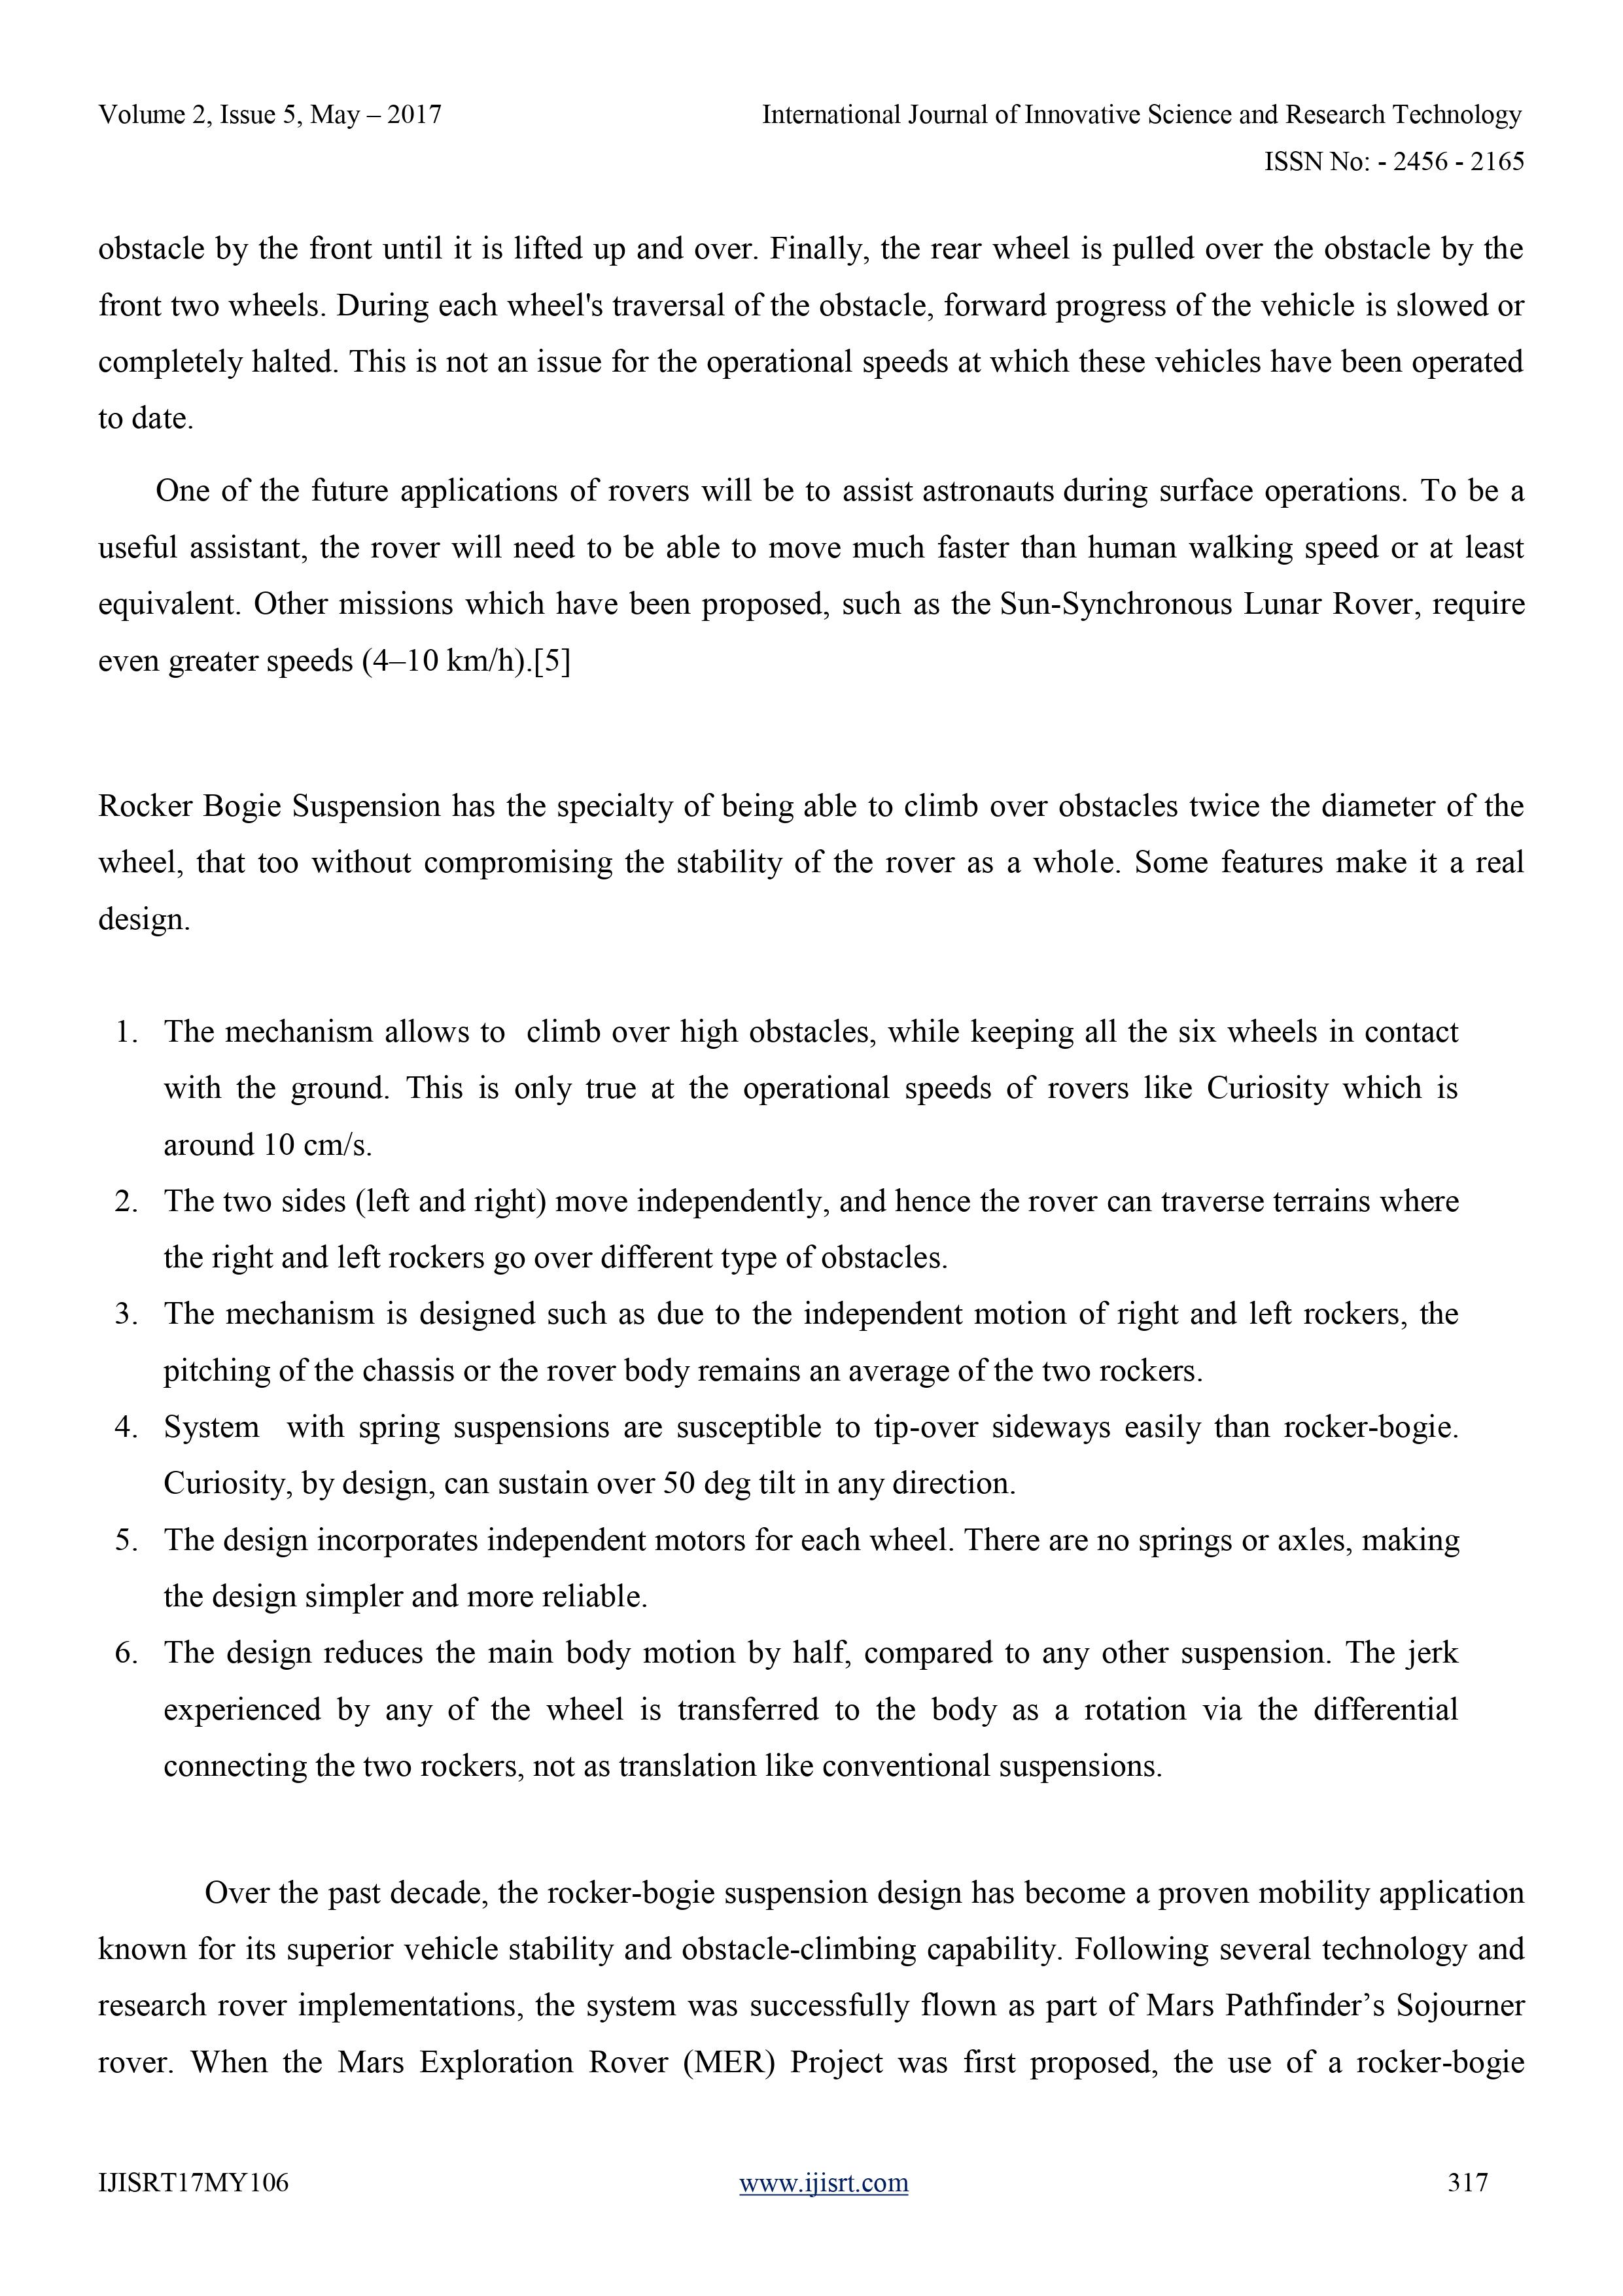 Volume 2, Issue 5, May – 2017 International Journal of Innovative Science and Research Technology
ISSN No: - 2456 - 2165
obstacle by the front until it is lifted up and over. Finally, the rear wheel is pulled over the obstacle by the
front two wheels. During each wheel's traversal of the obstacle, forward progress of the vehicle is slowed or
completely halted. This is not an issue for the operational speeds at which these vehicles have been operated
to date.
One of the future applications of rovers will be to assist astronauts during surface operations. To be a
useful assistant, the rover will need to be able to move much faster than human walking speed or at least
equivalent. Other missions which have been proposed, such as the Sun-Synchronous Lunar Rover, require
even greater speeds (4–10 km/h).[5]
Rocker Bogie Suspension has the specialty of being able to climb over obstacles twice the diameter of the
wheel, that too without compromising the stability of the rover as a whole. Some features make it a real
design.
1. The mechanism allows to climb over high obstacles, while keeping all the six wheels in contact
with the ground. This is only true at the operational speeds of rovers like Curiosity which is
around 10 cm/s.
2. The two sides (left and right) move independently, and hence the rover can traverse terrains where
the right and left rockers go over different type of obstacles.
3. The mechanism is designed such as due to the independent motion of right and left rockers, the
pitching of the chassis or the rover body remains an average of the two rockers.
4. System with spring suspensions are susceptible to tip-over sideways easily than rocker-bogie.
Curiosity, by design, can sustain over 50 deg tilt in any direction.
5. The design incorporates independent motors for each wheel. There are no springs or axles, making
the design simpler and more reliable.
6. The design reduces the main body motion by half, compared to any other suspension. The jerk
experienced by any of the wheel is transferred to the body as a rotation via the differential
connecting the two rockers, not as translation like conventional suspensions.
Over the past decade, the rocker-bogie suspension design has become a proven mobility application
known for its superior vehicle stability and obstacle-climbing capability. Following several technology and
research rover implementations, the system was successfully flown as part of Mars Pathfinder’s Sojourner
rover. When the Mars Exploration Rover (MER) Project was first proposed, the use of a rocker-bogie
IJISRT17MY106 www.ijisrt.com 317